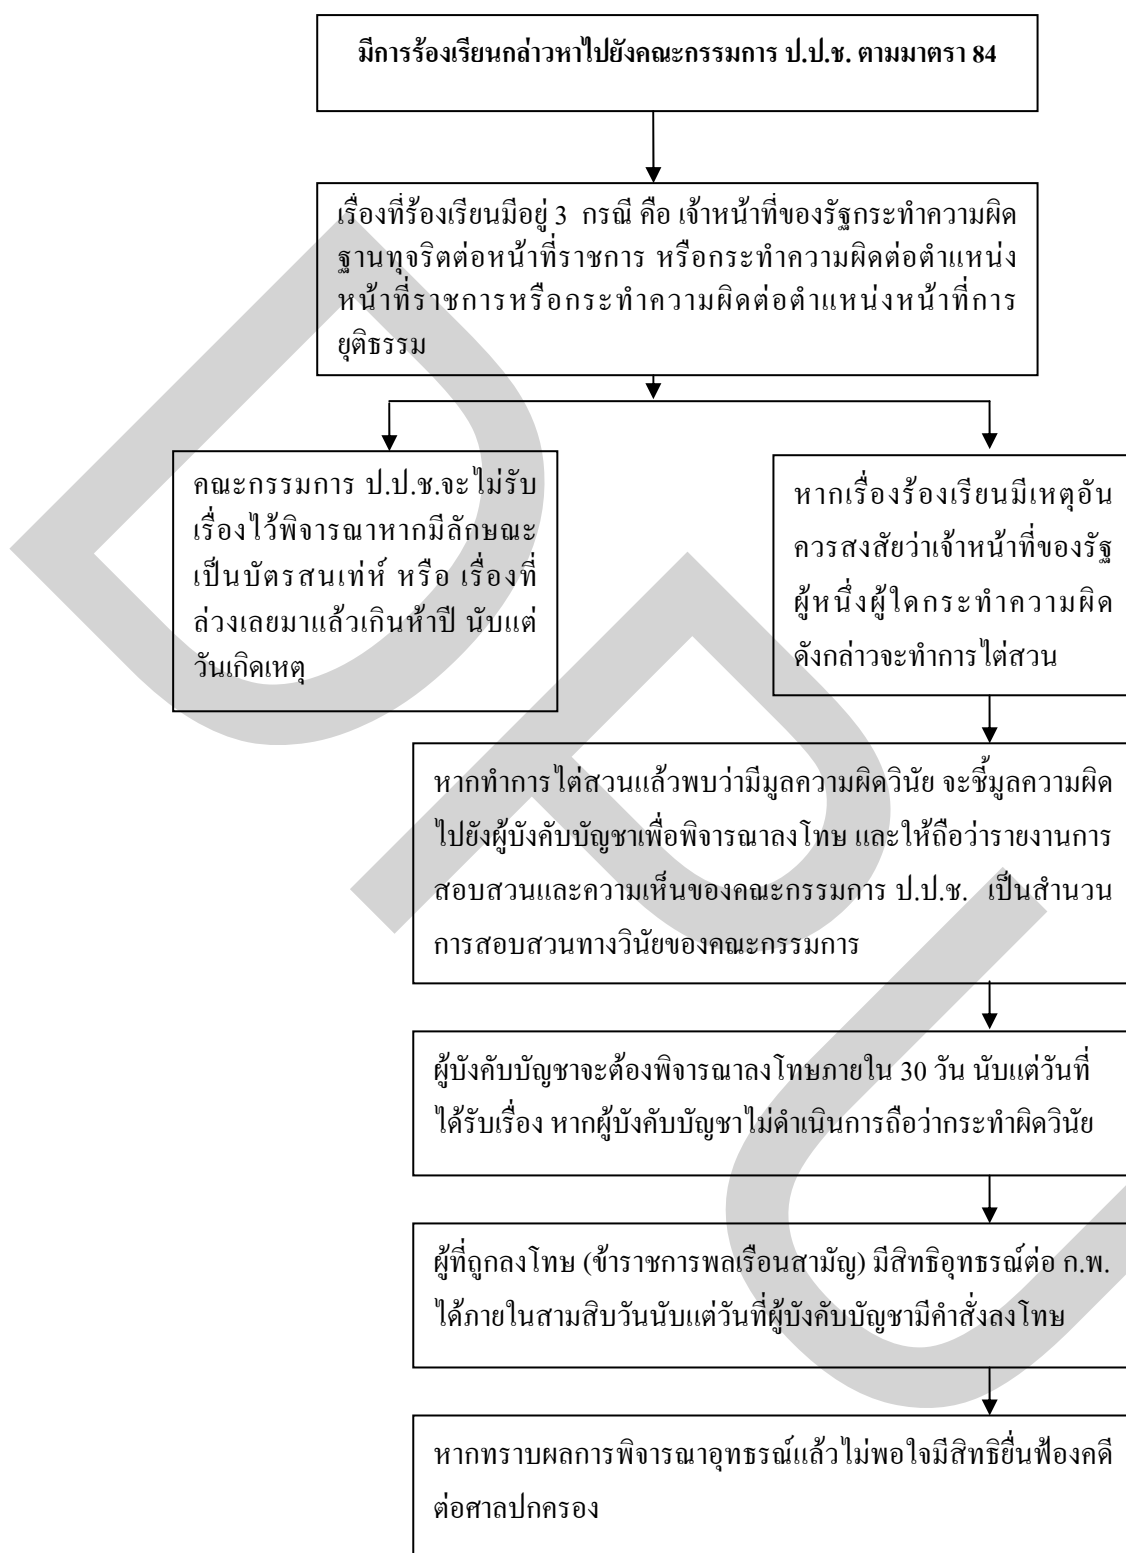 มีการร้องเรียนกล่าวหาไปยังคณะกรรมการ ป.ป.ช. ตามมาตรา 84
เรื่องที่ร้องเรียนมีอยู่ 3 กรณี คือ เจ้าหน้าที่ของรัฐกระทำความผิด
ฐานทุจริตต่อหน้าที่ราชการ หรือกระทำความผิดต่อตำแหน่ง
หน้าที่ราชการหรือกระทำความผิดต่อตำแหน่งหน้าที่การ
ยุติธรรม
คณะกรรมการ ป.ป.ช.จะไม่รับ
เรื่องไว้พิจารณาหากมีลักษณะ
เป็นบัตรสนเท่ห์ หรือ เรื่องที่
ล่วงเลยมาแล้วเกินห้าปี นับแต่
วันเกิดเหตุ
หากเรื่องร้องเรียนมีเหตุอัน
ควรสงสัยว่าเจ้าหน้าที่ของรัฐ
ผู้หนึ่งผู้ใดกระทำความผิด
ดังกล่าวจะทำการไต่สวน
หากทำการไต่สวนแล้วพบว่ามีมูลความผิดวินัย จะชี้มูลความผิด
ไปยังผู้บังคับบัญชาเพื่อพิจารณาลงโทษ และให้ถือว่ารายงานการ
สอบสวนและความเห็นของคณะกรรมการ ป.ป.ช. เป็นสำนวน
การสอบสวนทางวินัยของคณะกรรมการ
ผู้บังคับบัญชาจะต้องพิจารณาลงโทษภายใน 30 วัน นับแต่วันที่
ได้รับเรื่อง หากผู้บังคับบัญชาไม่ดำเนินการถือว่ากระทำผิดวินัย
ผู้ที่ถูกลงโทษ (ข้าราชการพลเรือนสามัญ) มีสิทธิอุทธรณ์ต่อ ก.พ.
ได้ภายในสามสิบวันนับแต่วันที่ผู้บังคับบัญชามีคำสั่งลงโทษ
หากทราบผลการพิจารณาอุทธรณ์แล้วไม่พอใจมีสิทธิยื่นฟ้องคดี
ต่อศาลปกครอง
DPU